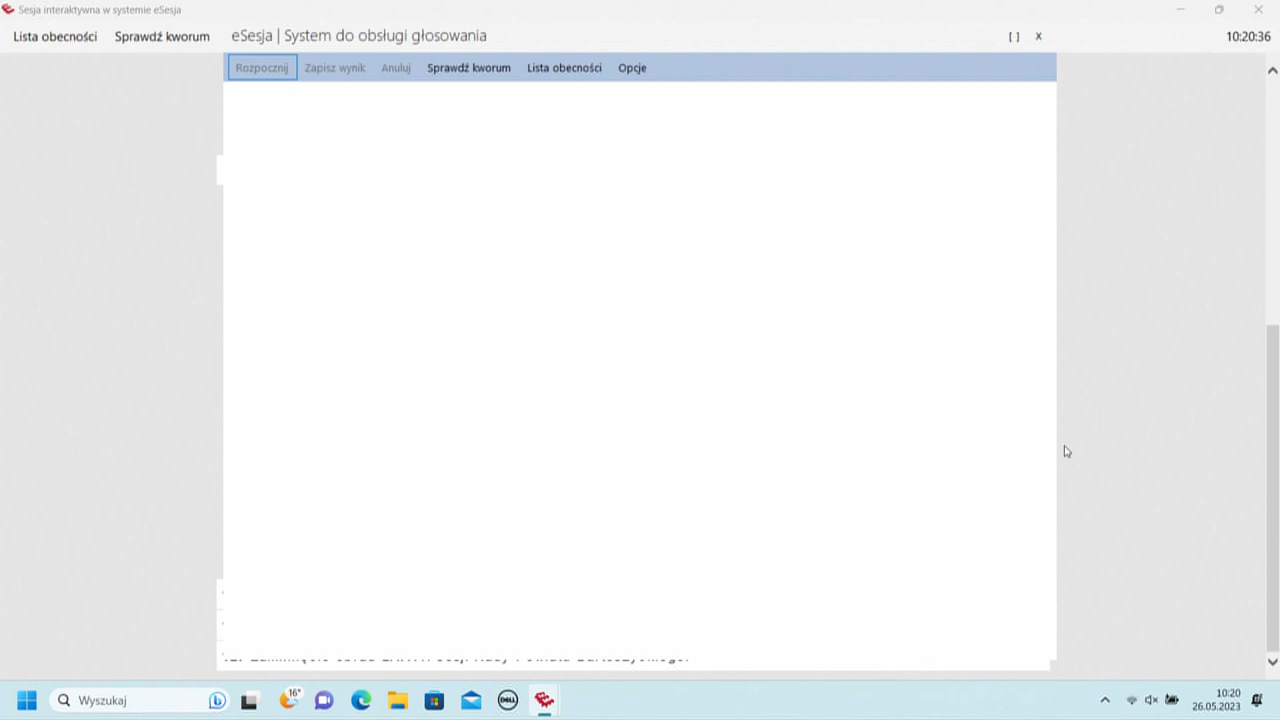 Sesja interaktywna w systemie eSesja
Lista obecności Sprawdź kworum eSesja | System do obsługi głosowania [ ] x 10:20:36
Rozpocznij Zapisz wynik Anuluj Sprawdź kworum Lista obecności Opcje
Wyszukaj 16° DELL 10:20
26.05.2023